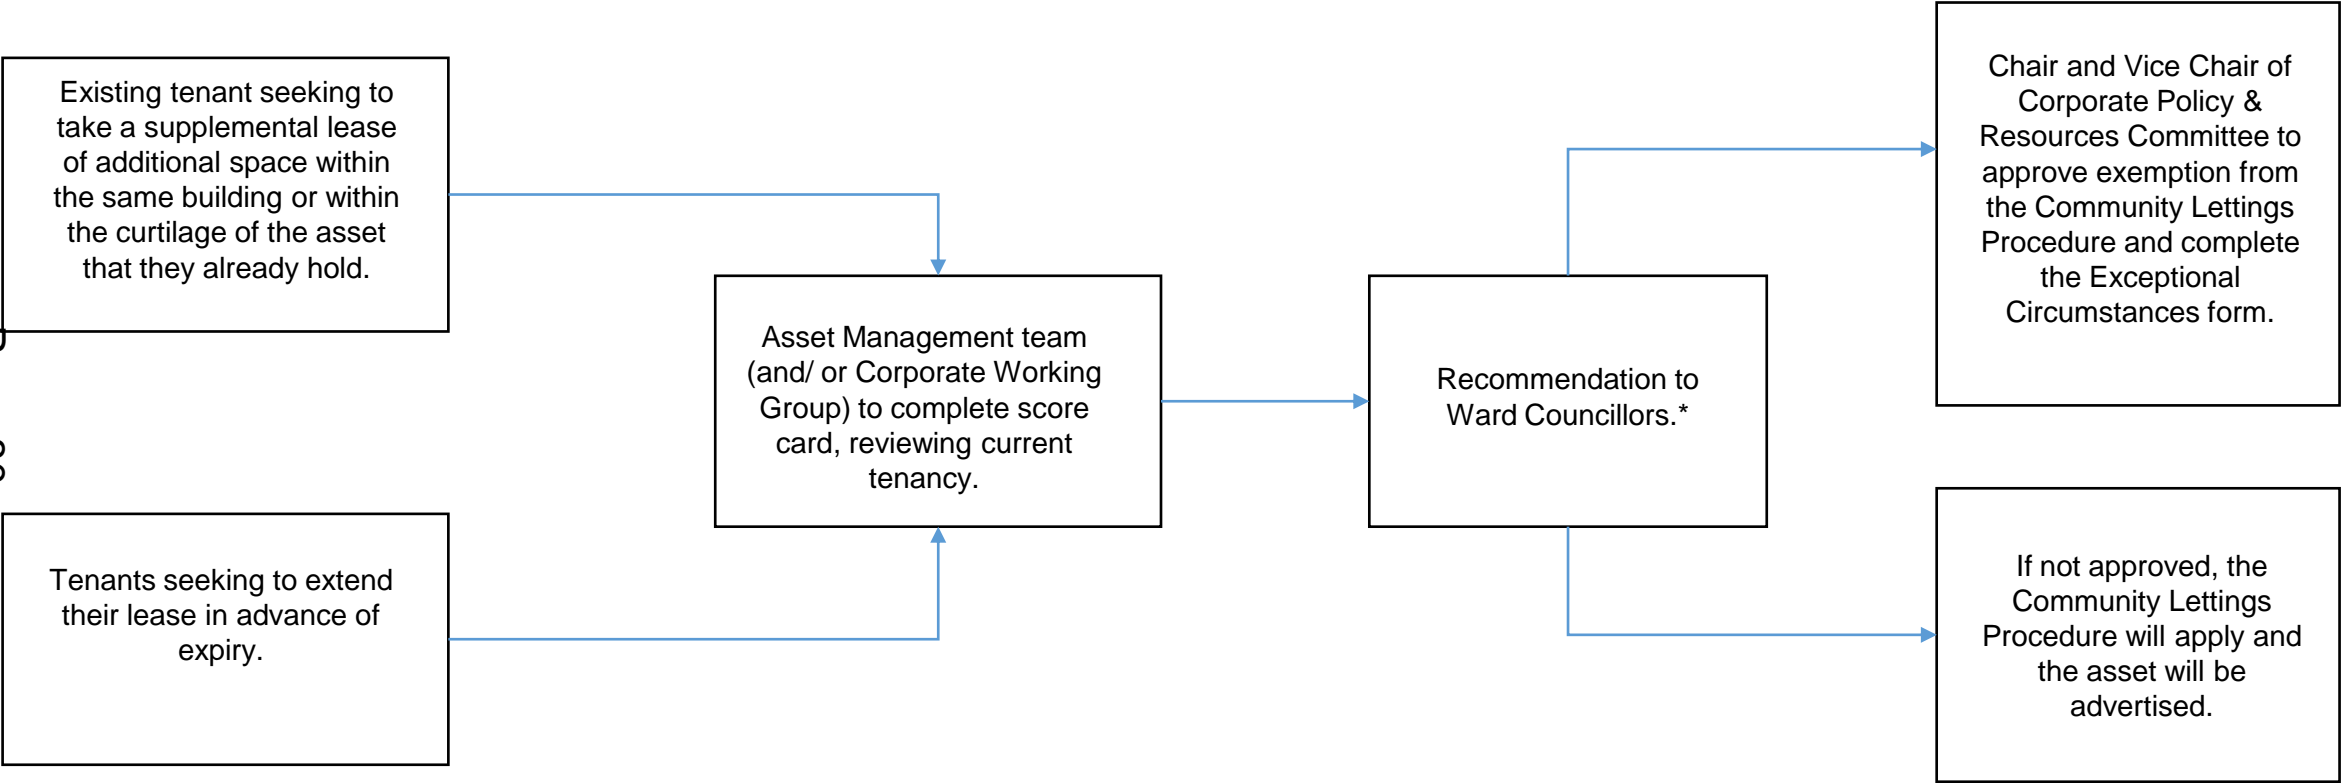 Existing tenant seeking to
take a supplemental lease
of additional space within
the same building or within
the curtilage of the asset
that they already hold.
Tenants seeking to extend
their lease in advance of
expiry.
Asset Management team
(and/ or Corporate Working
Group) to complete score
card, reviewing current
tenancy.
Recommendation to
Ward Councillors.*
Chair and Vice Chair of
Corporate Policy &
Resources Committee to
approve exemption from
the Community Lettings
Procedure and complete
the Exceptional
Circumstances form.
If not approved, the
Community Lettings
Procedure will apply and
the asset will be
advertised.